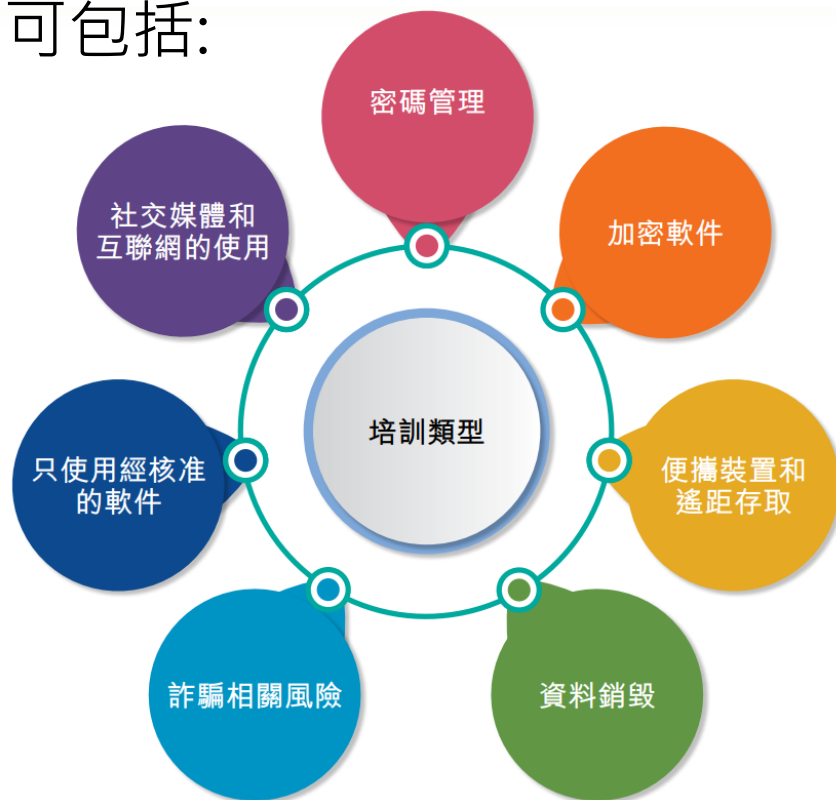 可包括:
密碼管理
加密軟件
便攜裝置和
遙距存取
資料銷毀
詐騙相關風險
只使用經核准
的軟件
社交媒體和
互聯網的使用
培訓類型